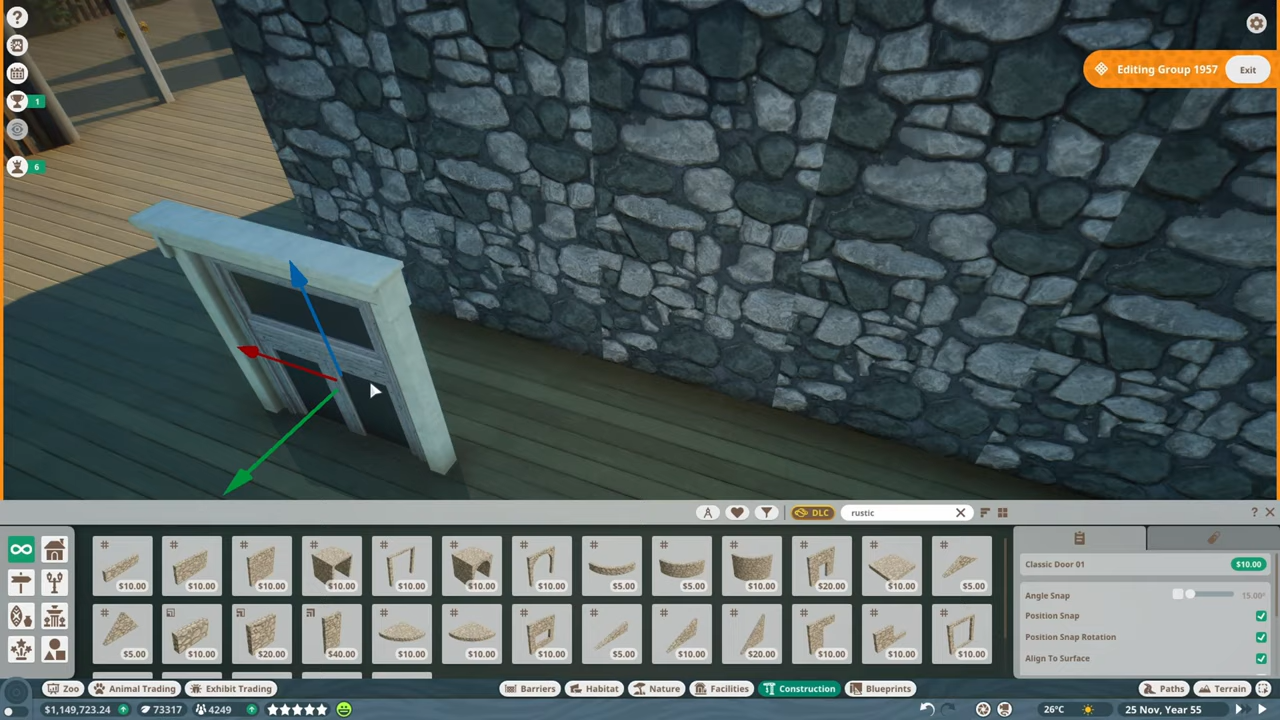 ?
Editing Group 1957
Exit
1
6
DLC
rustic
?
$10.00 $10.00 $10.00 $10.00 $10.00 $10.00 $10.00 $5.00 $5.00 $10.00 $20.00 $10.00 $5.00
$5.00 $10.00 $20.00 $40.00 $10.00 $10.00 $10.00 $5.00 $10.00 $20.00 $10.00 $10.00 $10.00
Classic Door 01 $10.00
Angle Snap 15.00°
Position Snap
Position Snap Rotation
Align To Surface
Zoo Animal Trading Exhibit Trading Barriers Habitat Nature Facilities Construction Blueprints Paths Terrain
$1,149,723.24 73317 4249 26°C 25 Nov, Year 55